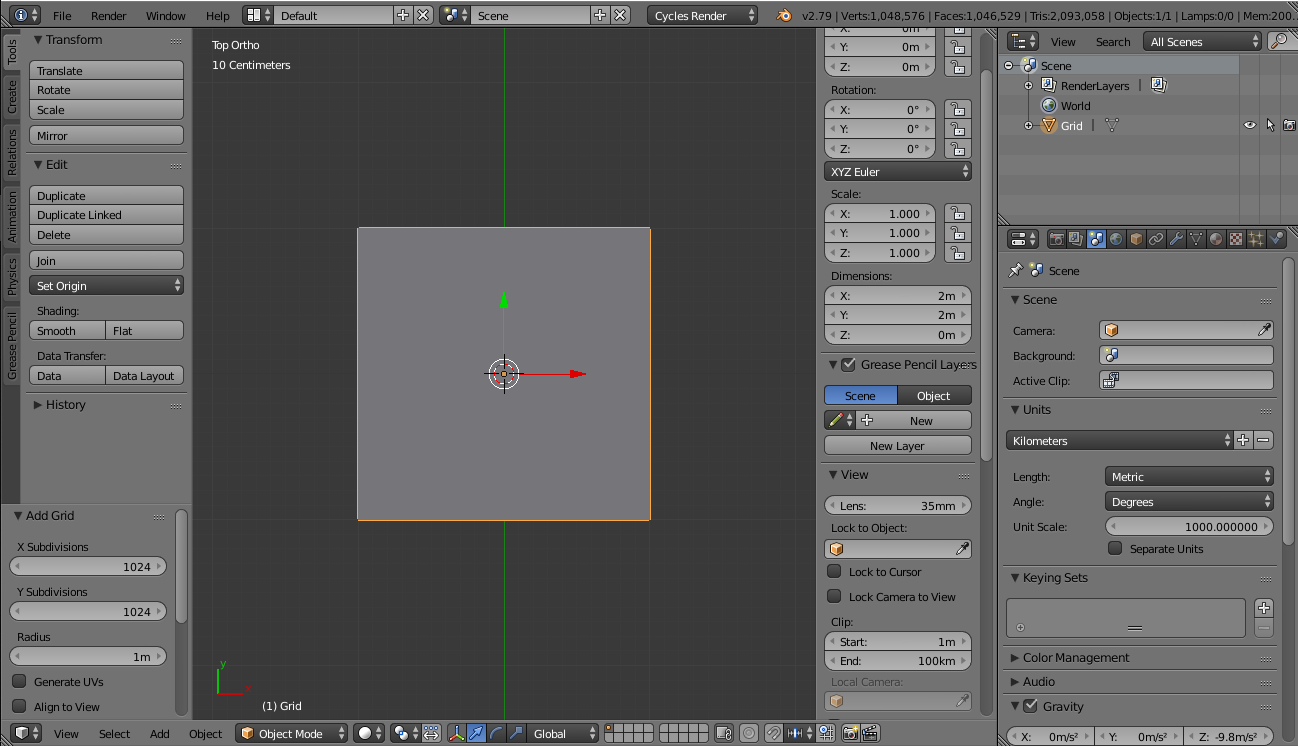 File Render Window Help Default Scene Cycles Render v2.79 | Verts:1,048,576 | Faces:1,046,529 | Tris:2,093,058 | Objects:1/1 | Lamps:0/0 | Mem:200.
Tools
Create
Relations
Animation
Physics
Grease Pencil
Transform
Translate
Rotate
Scale
Mirror
Edit
Duplicate
Duplicate Linked
Delete
Join
Set Origin
Shading:
Smooth Flat
Data Transfer:
Data Data Layout
History
Add Grid
X Subdivisions
1024
Y Subdivisions
1024
Radius
1m
Generate UVs
Align to View
Top Ortho
10 Centimeters
y
x
(1) Grid
X: 0m
Y: 0m
Z: 0m
Rotation:
X: 0°
Y: 0°
Z: 0°
XYZ Euler
Scale:
X: 1.000
Y: 1.000
Z: 1.000
Dimensions:
X: 2m
Y: 2m
Z: 0m
Grease Pencil Layers
Scene Object
New
New Layer
View
Lens: 35mm
Lock to Object:
Lock to Cursor
Lock Camera to View
Clip:
Start: 1m
End: 100km
Local Camera:
View Select Add Object Object Mode Global
View Search All Scenes
Scene
RenderLayers |
World
Grid |
Scene
Scene
Camera:
Background:
Active Clip:
Units
Kilometers
Length: Metric
Angle: Degrees
Unit Scale: 1000.000000
Separate Units
Keying Sets
Color Management
Audio
Gravity
X: 0m/s² Y: 0m/s² Z: -9.8m/s²